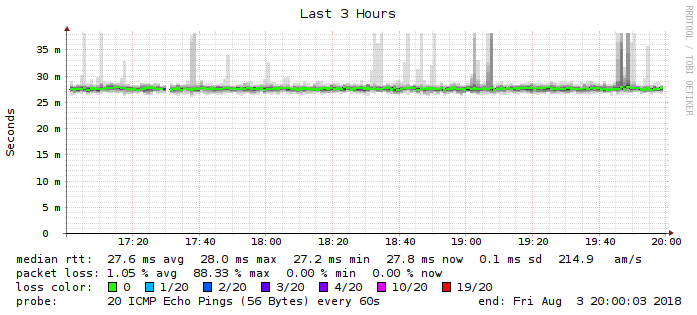 Last 3 Hours
RRDTOOL / TOBI OETIKER
Seconds
35 m
30 m
25 m
20 m
15 m
10 m
5 m
0
17:20 17:40 18:00 18:20 18:40 19:00 19:20 19:40 20:00
median rtt: 27.6 ms avg 28.0 ms max 27.2 ms min 27.8 ms now 0.1 ms sd 214.9 am/s
packet loss: 1.05 % avg 88.33 % max 0.00 % min 0.00 % now
loss color: 0 1/20 2/20 3/20 4/20 10/20 19/20
probe: 20 ICMP Echo Pings (56 Bytes) every 60s end: Fri Aug 3 20:00:03 2018